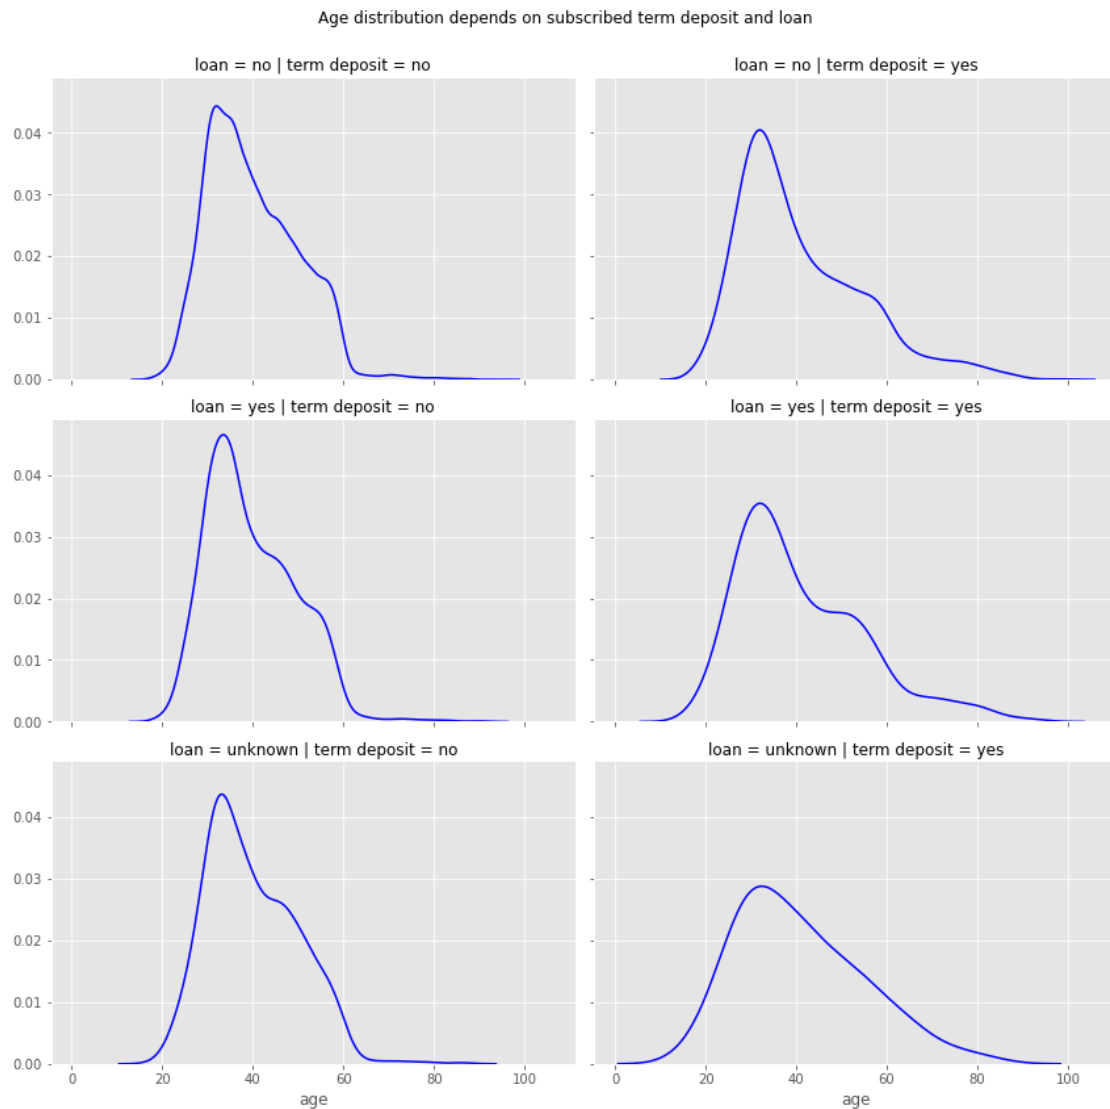 Age distribution depends on subscribed term deposit and loan
loan = no | term deposit = no
loan = no | term deposit = yes
0.04
0.03
0.02
0.01
0.00
loan = yes | term deposit = no
loan = yes | term deposit = yes
0.04
0.03
0.02
0.01
0.00
loan = unknown | term deposit = no
loan = unknown | term deposit = yes
0.04
0.03
0.02
0.01
0.00
0 20 40 60 80 100
0 20 40 60 80 100
age
age